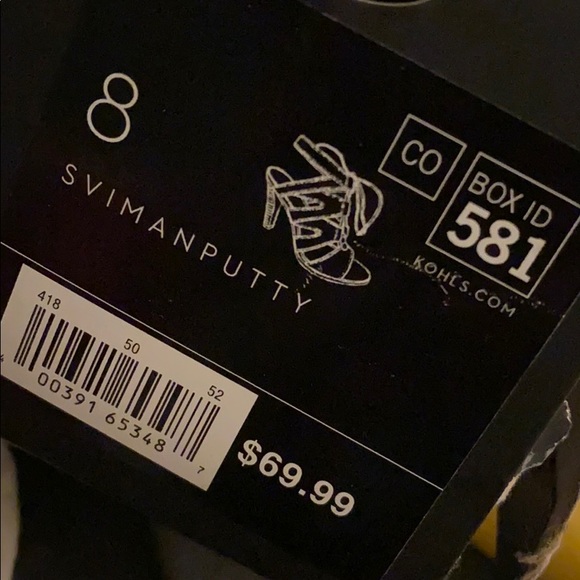 8
SVIMANPUTTY
CO
BOX ID
581
KOHLS.COM
418 50 52
00391 65348 7
$69.99